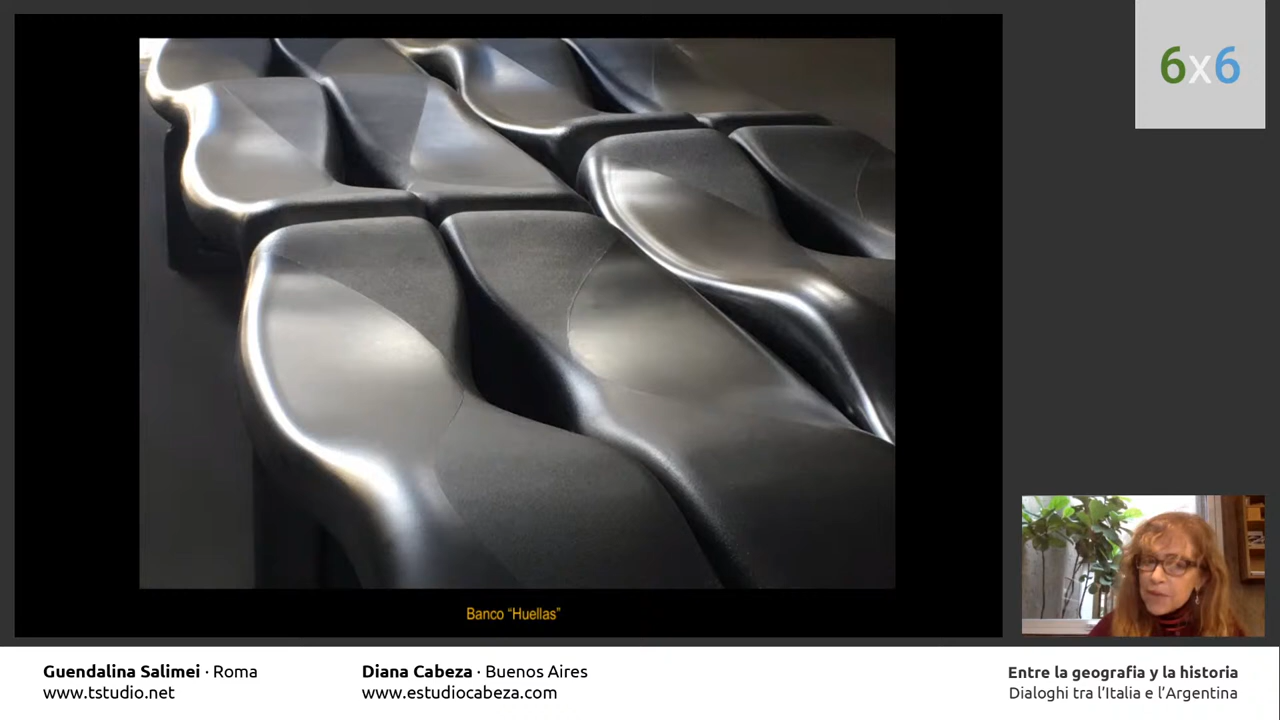 6x6
Banco “Huellas”
Guendalina Salimei · Roma
www.tstudio.net
Diana Cabeza · Buenos Aires
www.estudiocabeza.com
Entre la geografia y la historia
Dialoghi tra l’Italia e l’Argentina